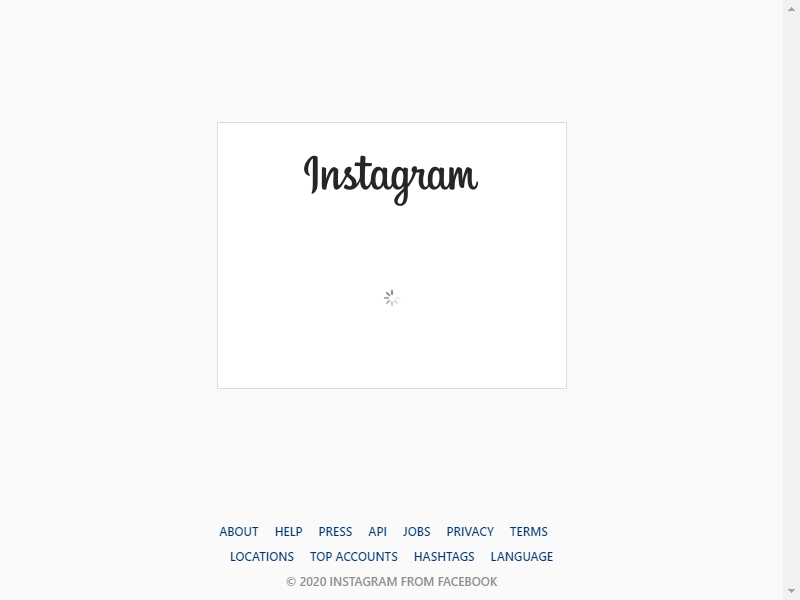 Instagram
ABOUT HELP PRESS API JOBS PRIVACY TERMS
LOCATIONS TOP ACCOUNTS HASHTAGS LANGUAGE
© 2020 INSTAGRAM FROM FACEBOOK